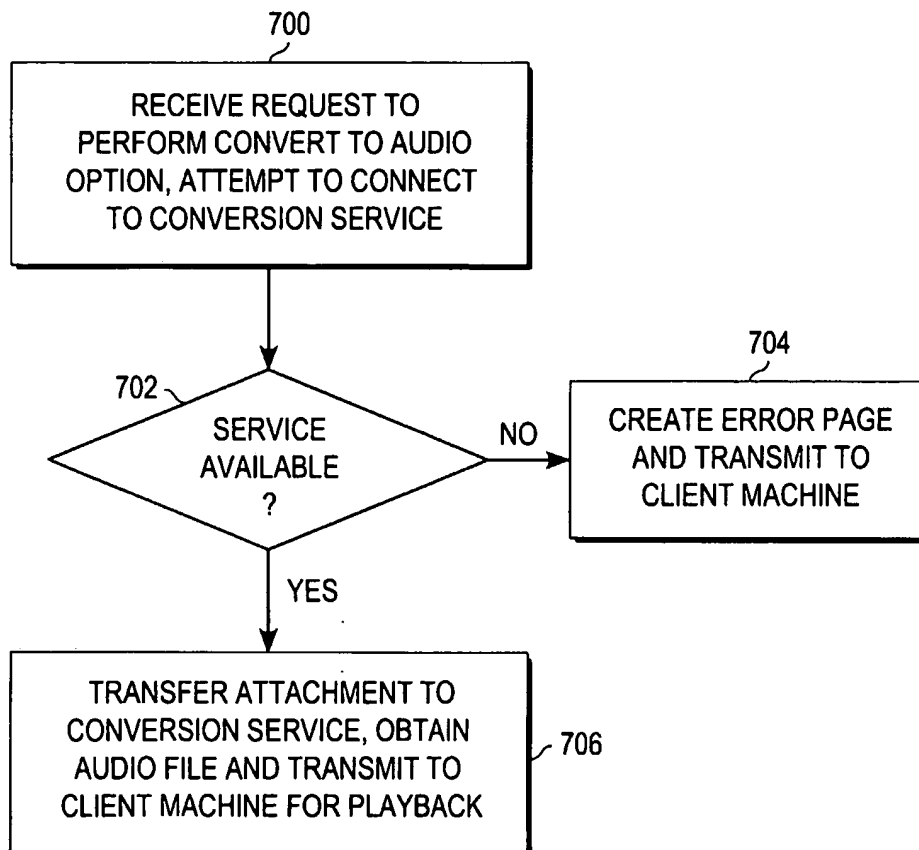 700
RECEIVE REQUEST TO
PERFORM CONVERT TO AUDIO
OPTION, ATTEMPT TO CONNECT
TO CONVERSION SERVICE
702
SERVICE
AVAILABLE
?
NO
704
CREATE ERROR PAGE
AND TRANSMIT TO
CLIENT MACHINE
YES
TRANSFER ATTACHMENT TO
CONVERSION SERVICE, OBTAIN
AUDIO FILE AND TRANSMIT TO
CLIENT MACHINE FOR PLAYBACK
706